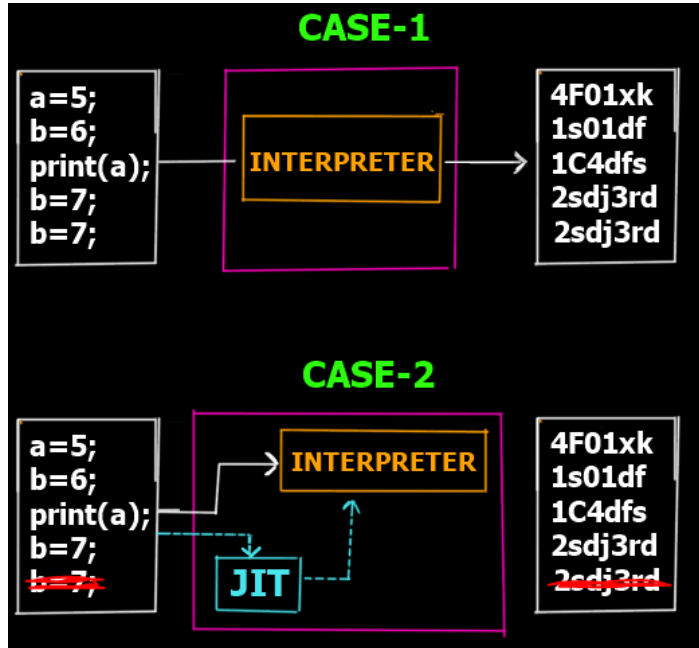 CASE-1
a=5;
b=6;
print(a);
b=7;
b=7;
INTERPRETER
4F01xk
1s01df
1C4dfs
2sdj3rd
2sdj3rd
CASE-2
a=5;
b=6;
print(a);
b=7;
b=7;
INTERPRETER
JIT
4F01xk
1s01df
1C4dfs
2sdj3rd
2sdj3rd